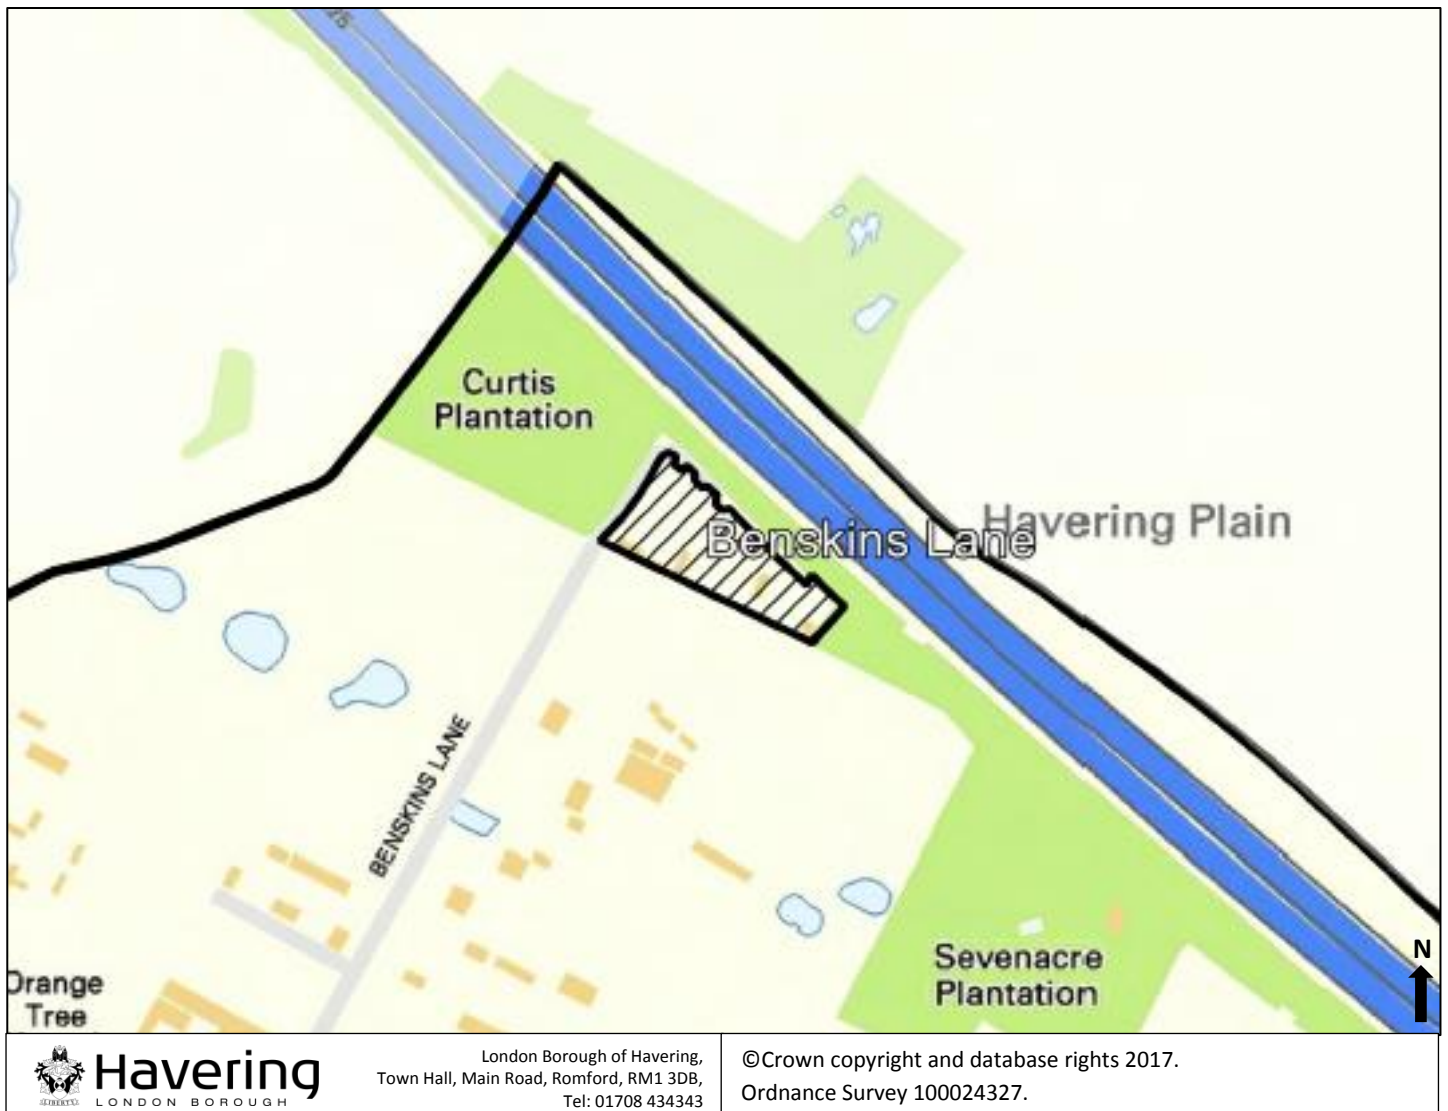 Curtis
Plantation
Benskins Lane
Havering Plain
BENSKINS LANE
Sevenacre
Plantation
Orange
Tree
N
Havering
LONDON BOROUGH
LIBERTY
London Borough of Havering,
Town Hall, Main Road, Romford, RM1 3DB,
Tel: 01708 434343
©Crown copyright and database rights 2017.
Ordnance Survey 100024327.